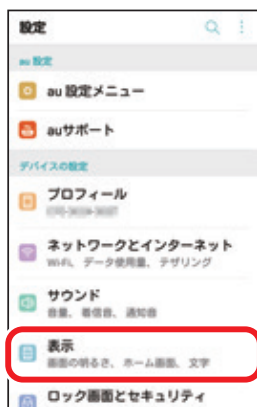 設定
au 設定
au 設定メニュー
auサポート
デバイスの設定
プロフィール
ネットワークとインターネット
Wi-Fi、データ使用量、テザリング
サウンド
音量、着信音、通知音
表示
画面の明るさ、ホーム画面、文字
ロック画面とセキュリティ